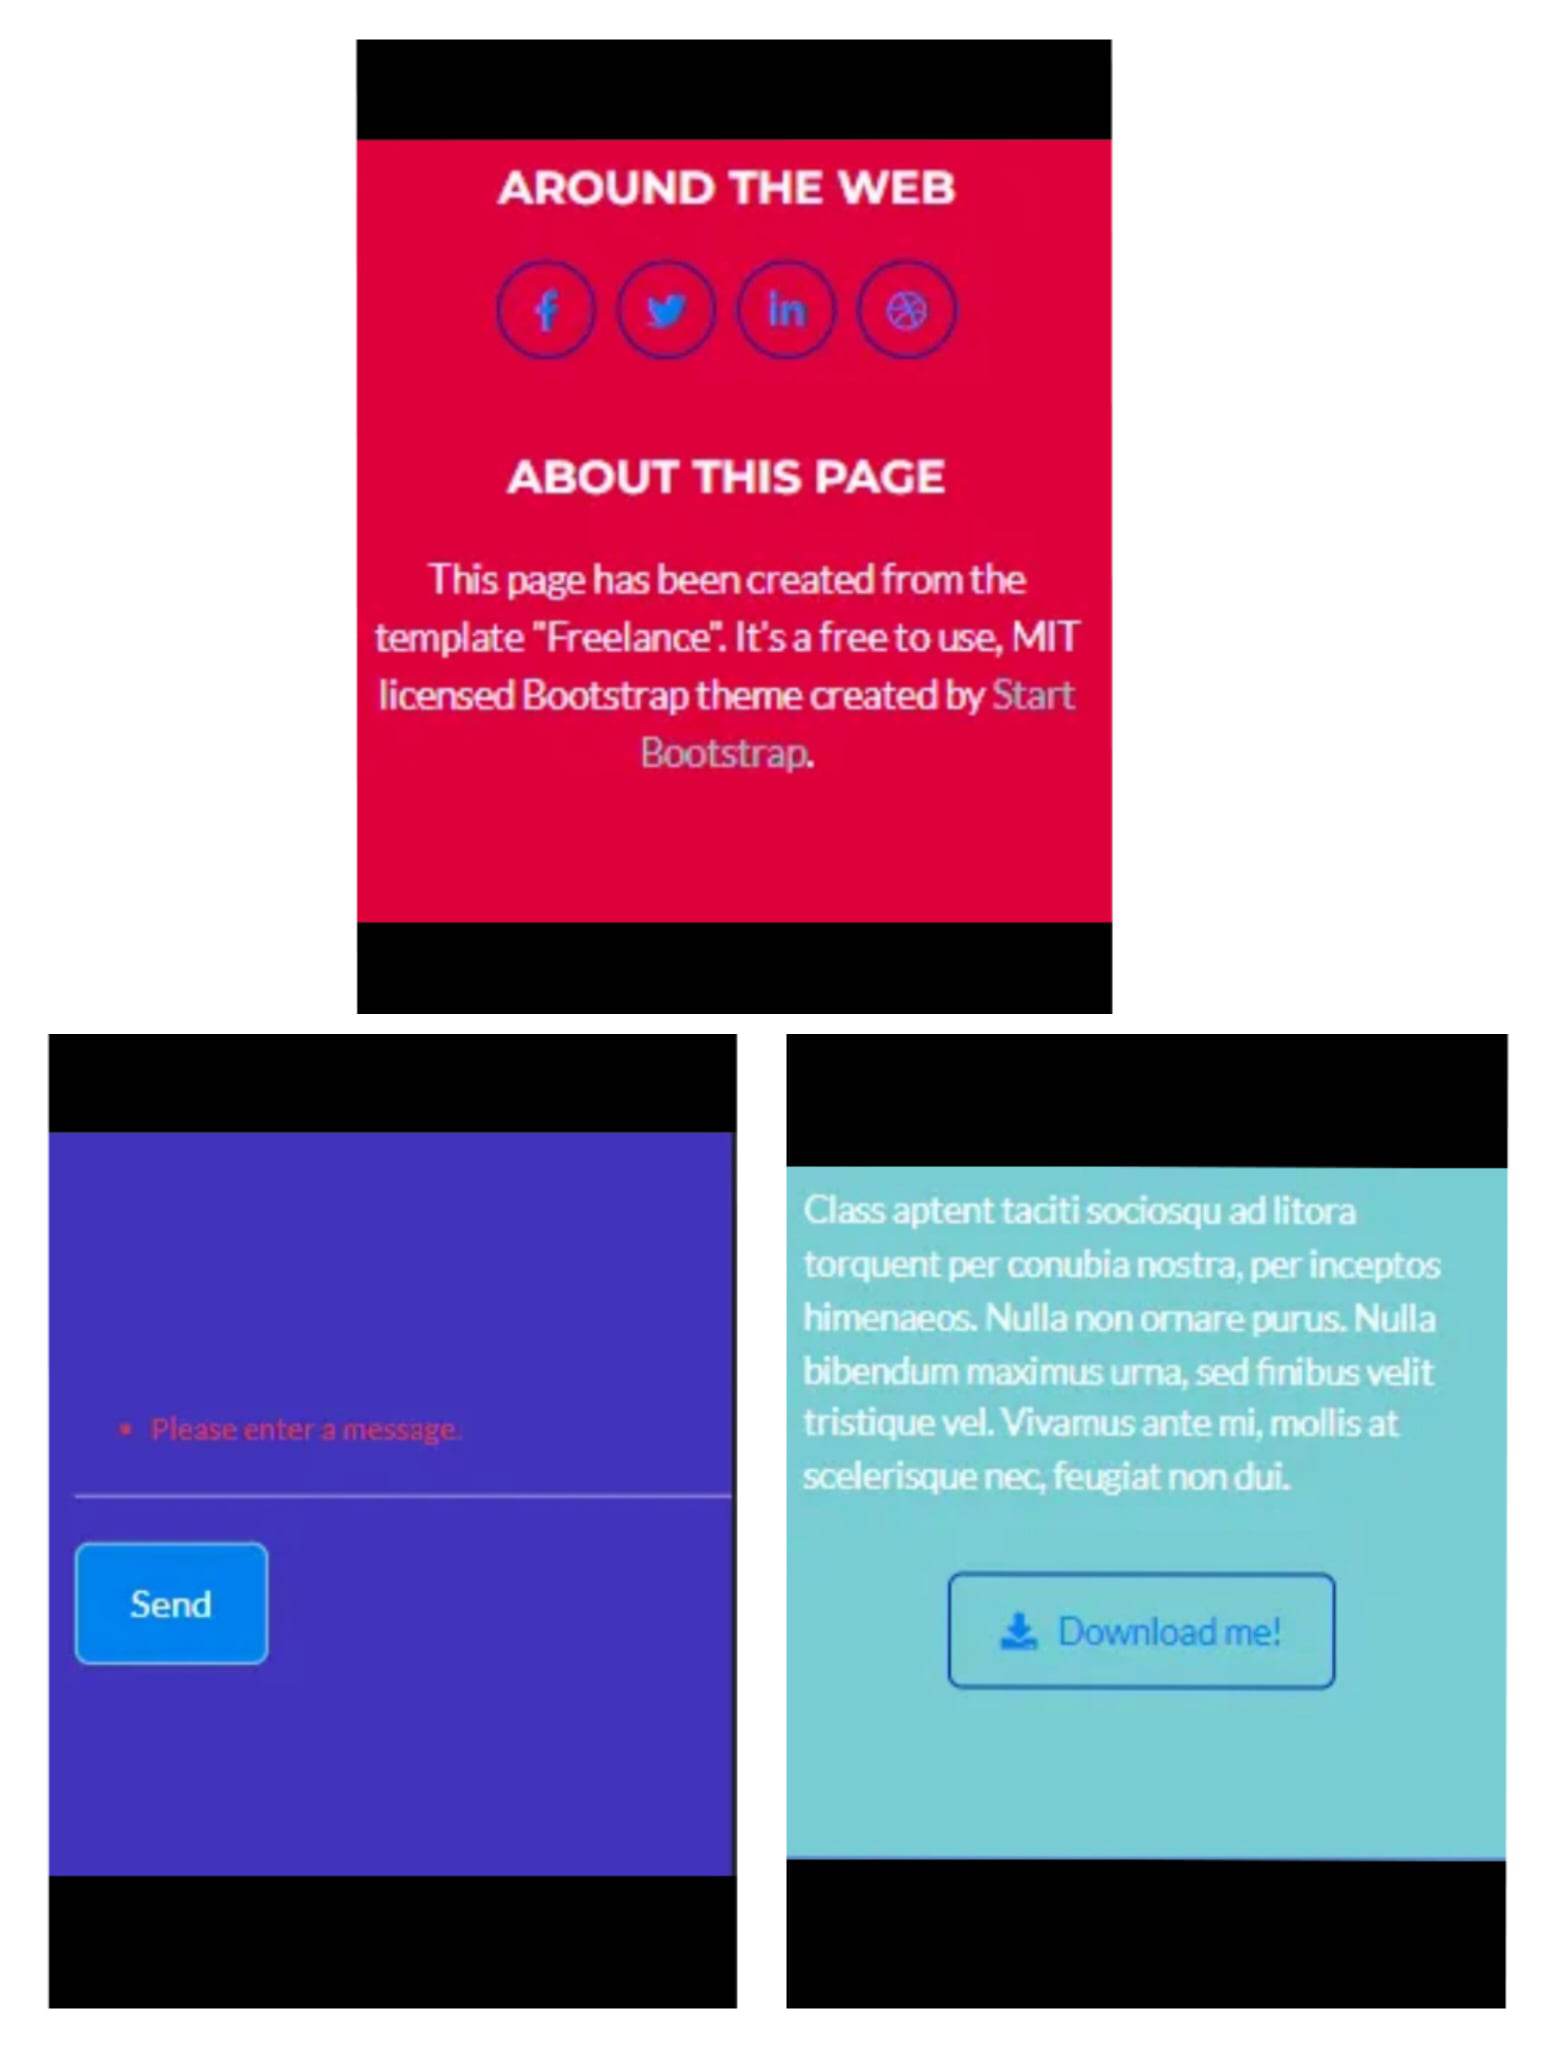 AROUND THE WEB
f
in
ABOUT THIS PAGE
This page has been created from the
template "Freelance". It's a free to use, MIT
licensed Bootstrap theme created by Start
Bootstrap.
Please enter a message.
Send
Class aptent taciti sociosqu ad litora
torquent per conubia nostra, per inceptos
himenaeos. Nulla non ornare purus. Nulla
bibendum maximus urna, sed finibus velit
tristique vel. Vivamus ante mi, mollis at
scelerisque nec, feugiat non dui.
Download me!